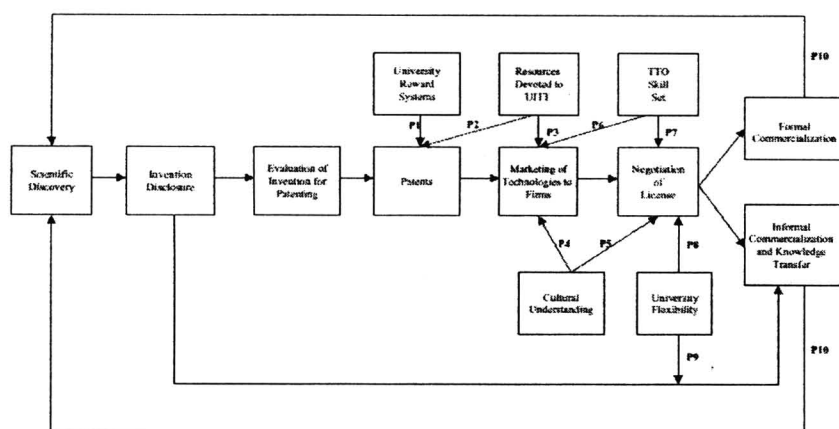 P10
University
Reward
Systems
Resources
Devoted to
UITT
TTO
Skill
Set
P1
P2
P3
P6
P7
Formal
Commercialization
Scientific
Discovery
Invention
Disclosure
Evaluation of
Invention for
Patenting
Patents
Marketing of
Technologies to
Firms
Negotiation
of
License
Informal
Commercialization
and Knowledge
Transfer
P4
P5
P8
Cultural
Understanding
University
Flexibility
P9
P10